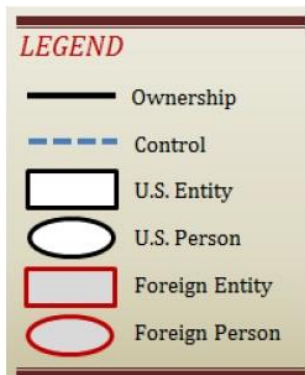 LEGEND
Ownership
Control
U.S. Entity
U.S. Person
Foreign Entity
Foreign Person